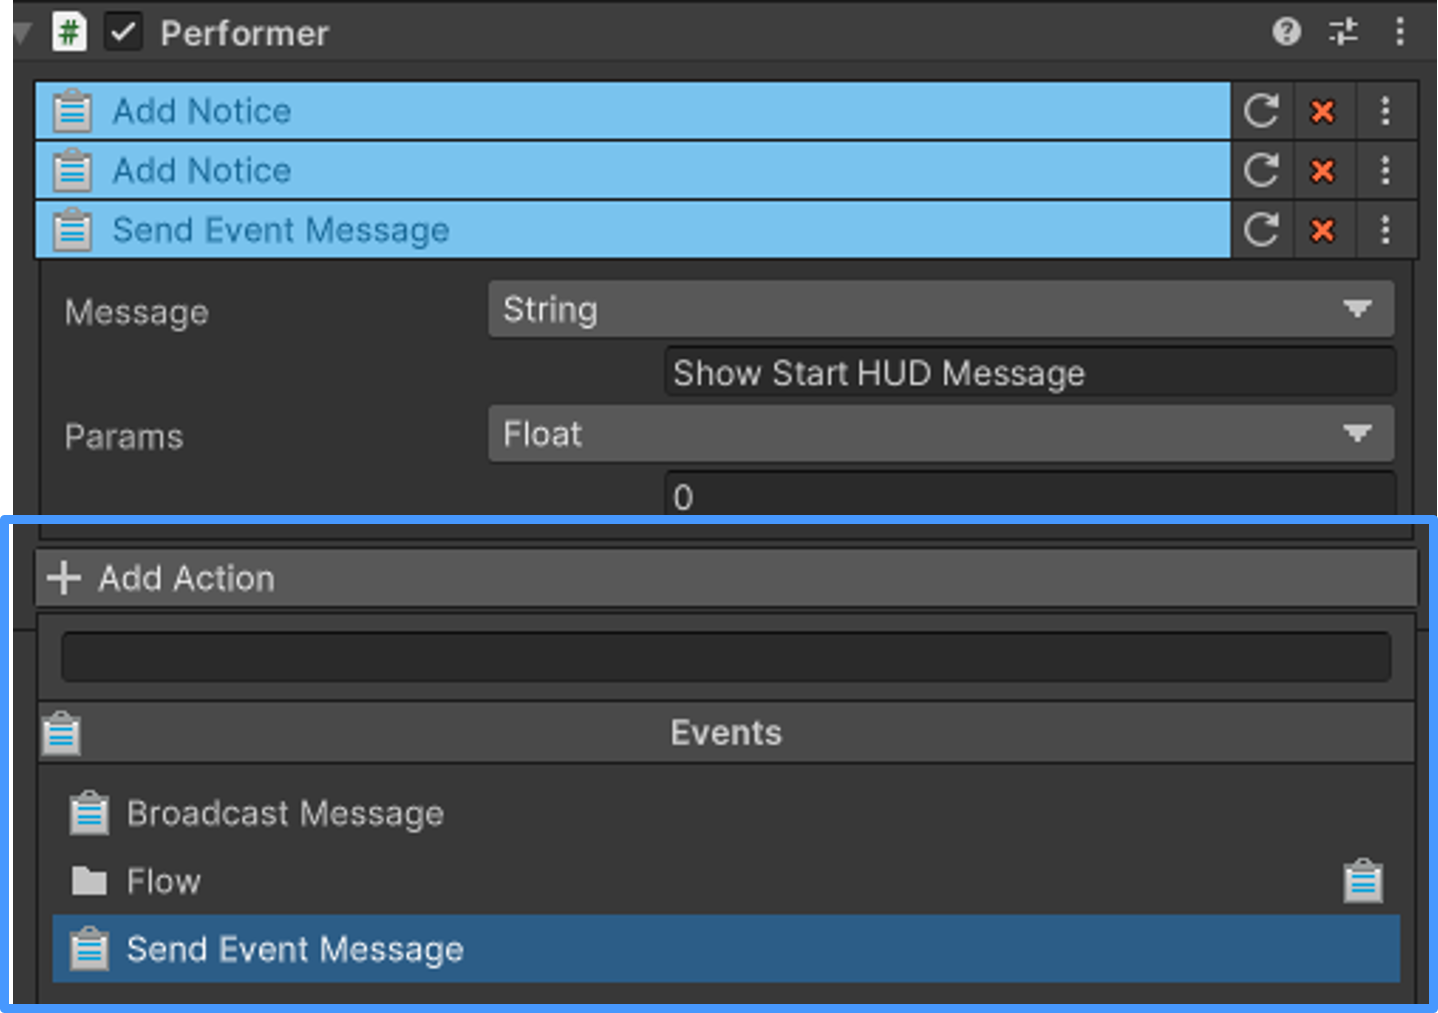 Performer
Add Notice
Add Notice
Send Event Message
Message String
Show Start HUD Message
Params Float
0
Add Action
Events
Broadcast Message
Flow
Send Event Message